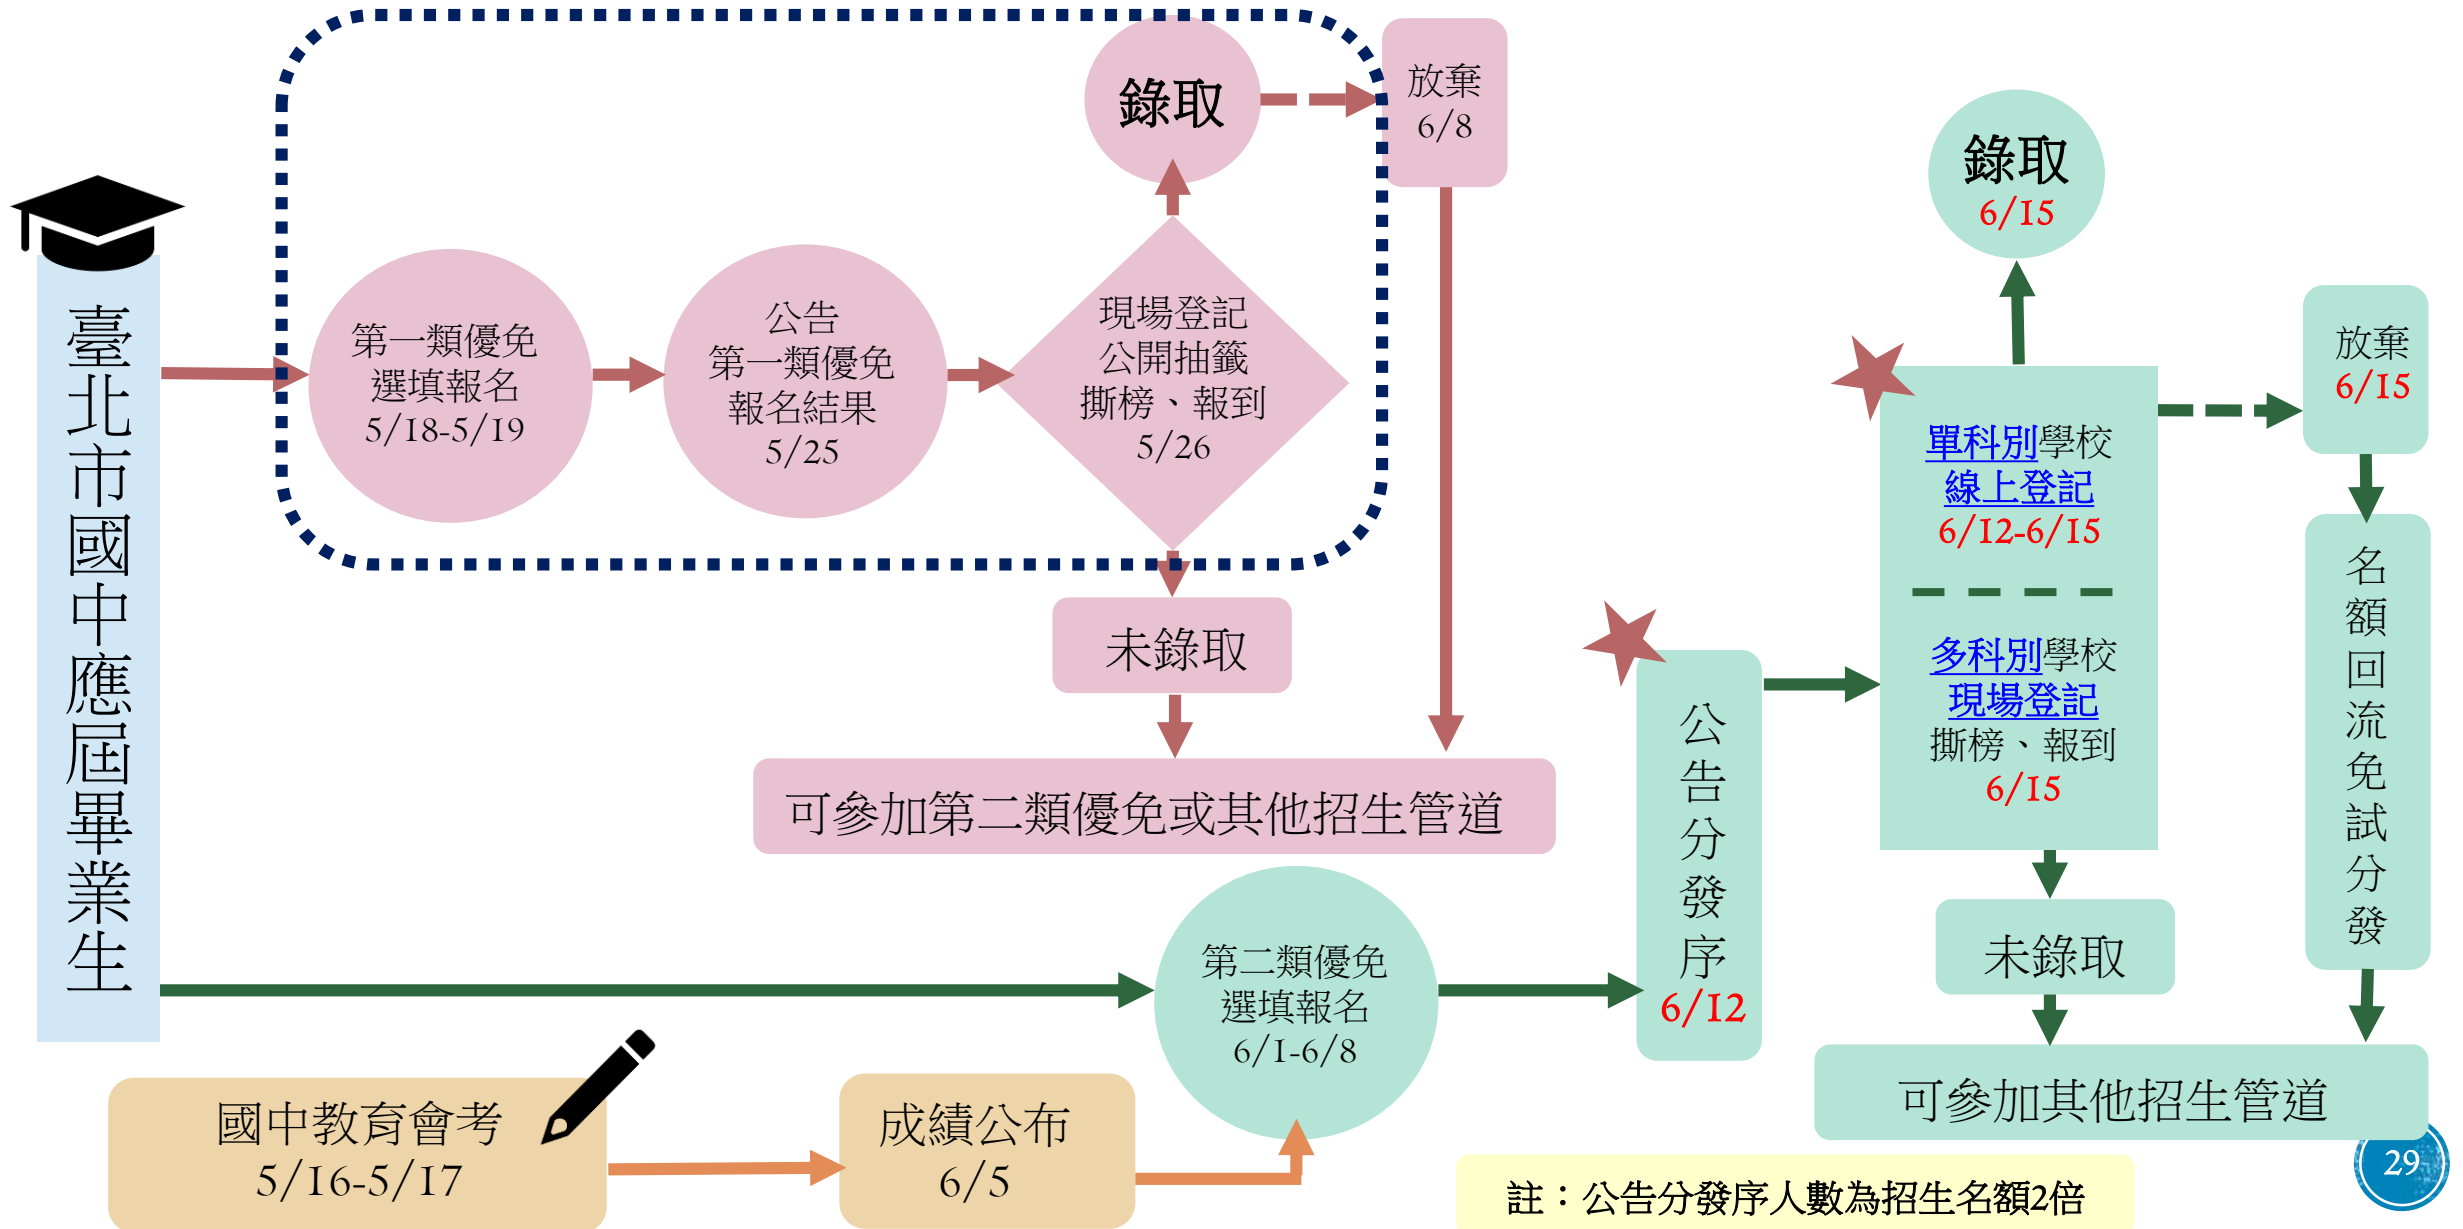 臺北市國中應屆畢業生
第一類優免
選填報名
5/18-5/19
公告
第一類優免
報名結果
5/25
現場登記
公開抽籤
撕榜、報到
5/26
錄取
放棄
6/8
未錄取
可參加第二類優免或其他招生管道
國中教育會考
5/16-5/17
成績公布
6/5
第二類優免
選填報名
6/1-6/8
公告分發序
6/12
單科別學校
線上登記
6/12-6/15
多科別學校
現場登記
撕榜、報到
6/15
錄取
6/15
放棄
6/15
名額回流免試分發
未錄取
可參加其他招生管道
註：公告分發序人數為招生名額2倍
29